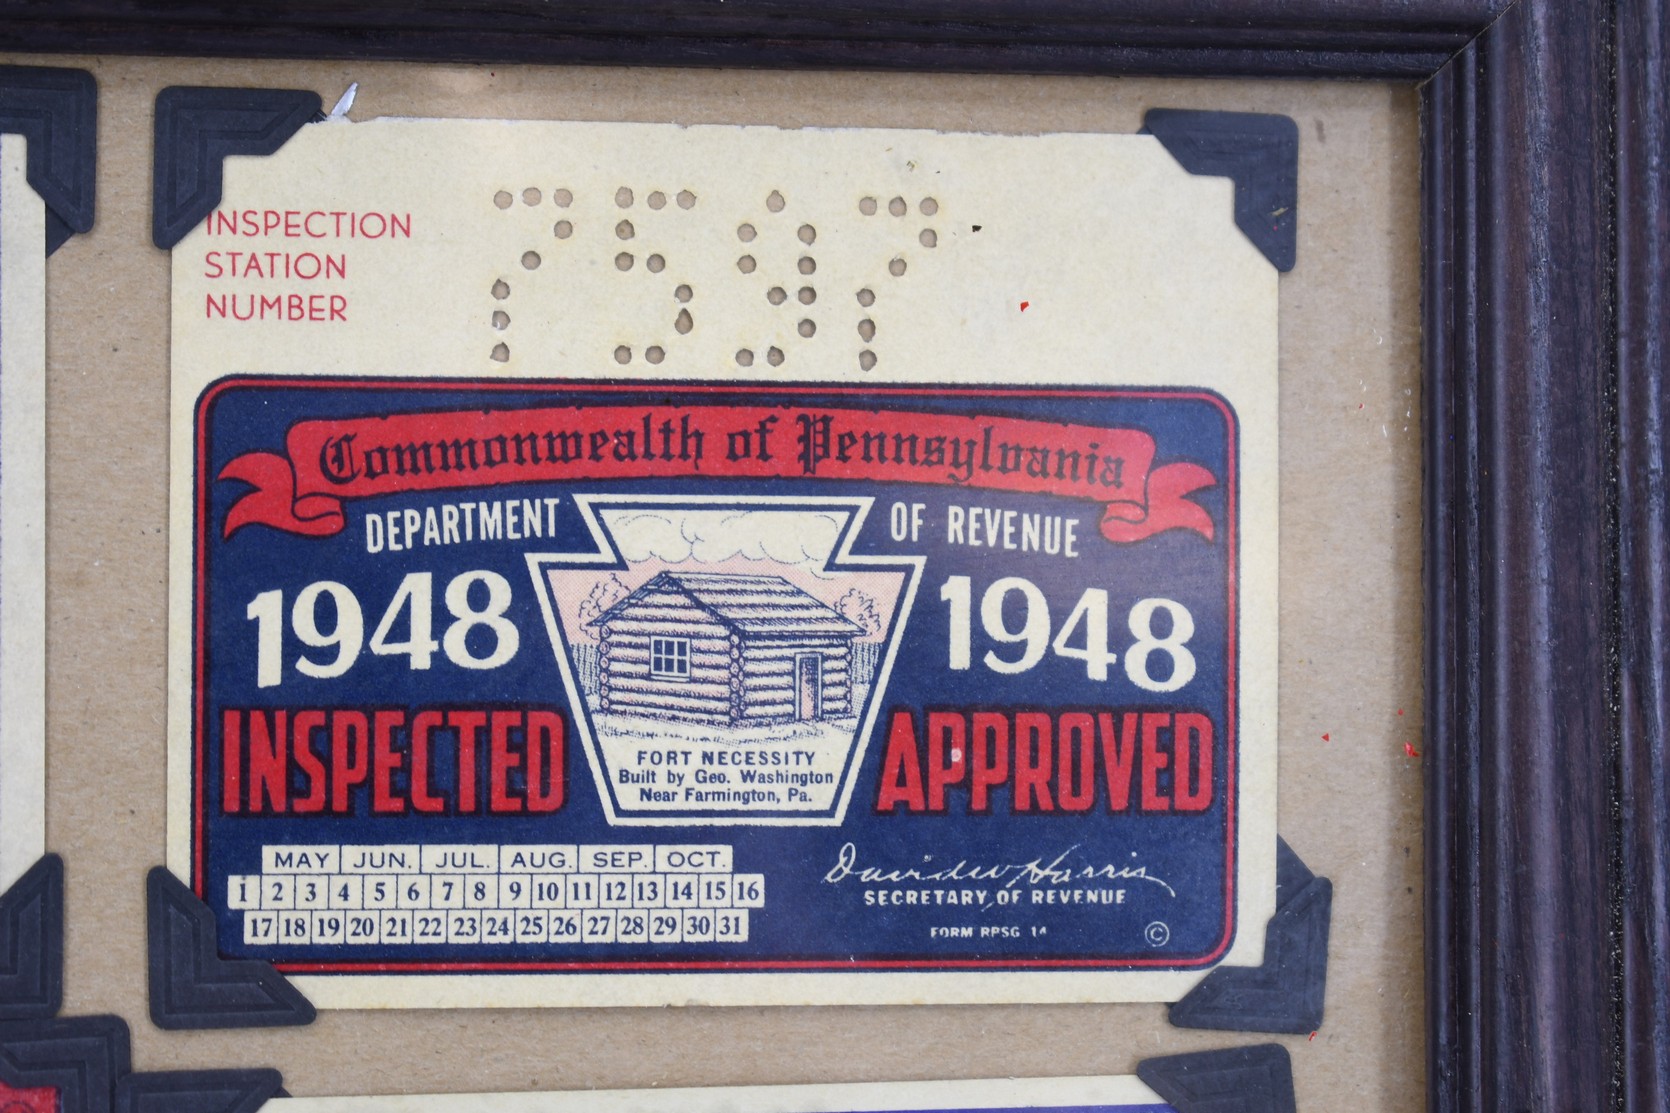 INSPECTION
STATION
NUMBER
7597
Commonwealth of Pennsylvania
DEPARTMENT OF REVENUE
1948 1948
INSPECTED APPROVED
FORT NECESSITY
Built by Geo. Washington
Near Farmington, Pa.
MAY JUN. JUL. AUG. SEP. OCT.
1 2 3 4 5 6 7 8 9 10 11 12 13 14 15 16
17 18 19 20 21 22 23 24 25 26 27 28 29 30 31
David W Harris
SECRETARY OF REVENUE
FORM RPSG 14 ©